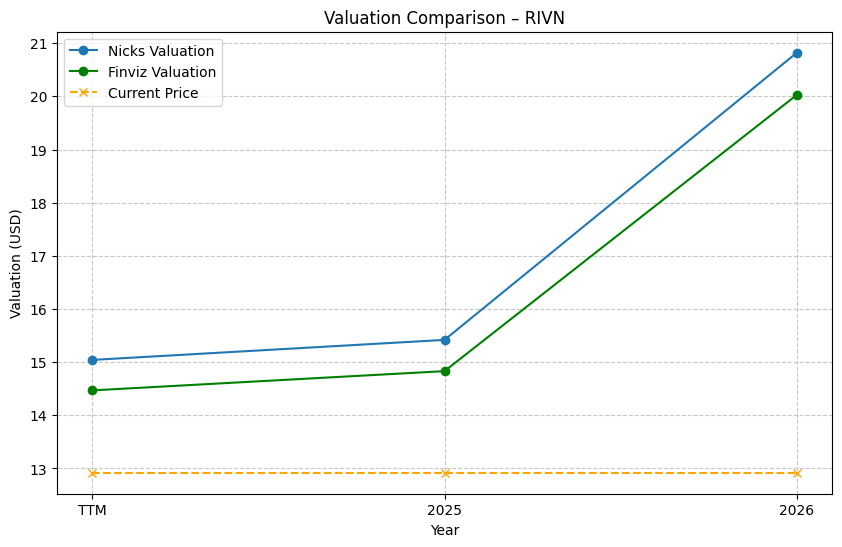 Valuation Comparison – RIVN
Nicks Valuation
Finviz Valuation
Current Price
Valuation (USD)
21
20
19
18
17
16
15
14
13
TTM
2025
2026
Year